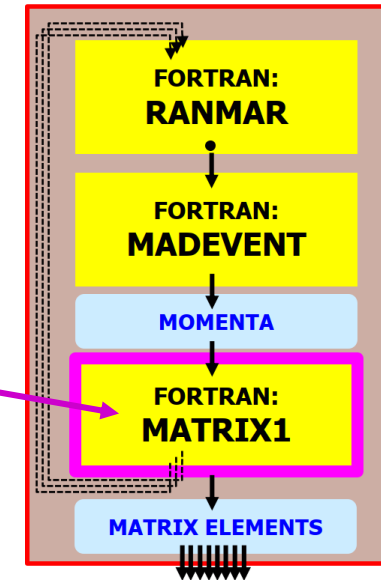 FORTRAN:
RANMAR
FORTRAN:
MADEVENT
MOMENTA
FORTRAN:
MATRIX1
MATRIX ELEMENTS